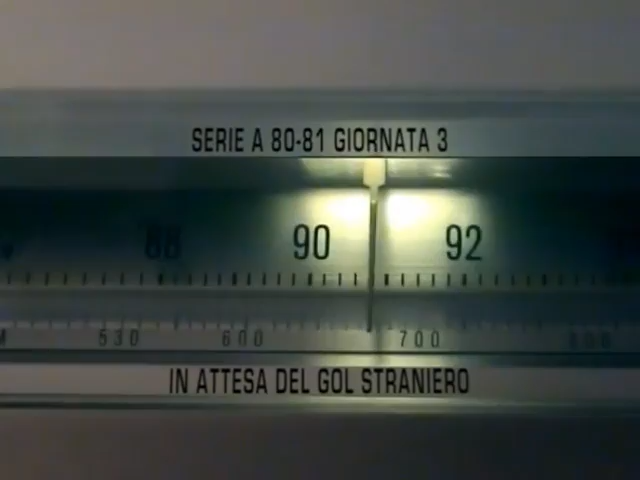 SERIE A 80-81 GIORNATA 3
88 90 92
530 600 700
IN ATTESA DEL GOL STRANIERO